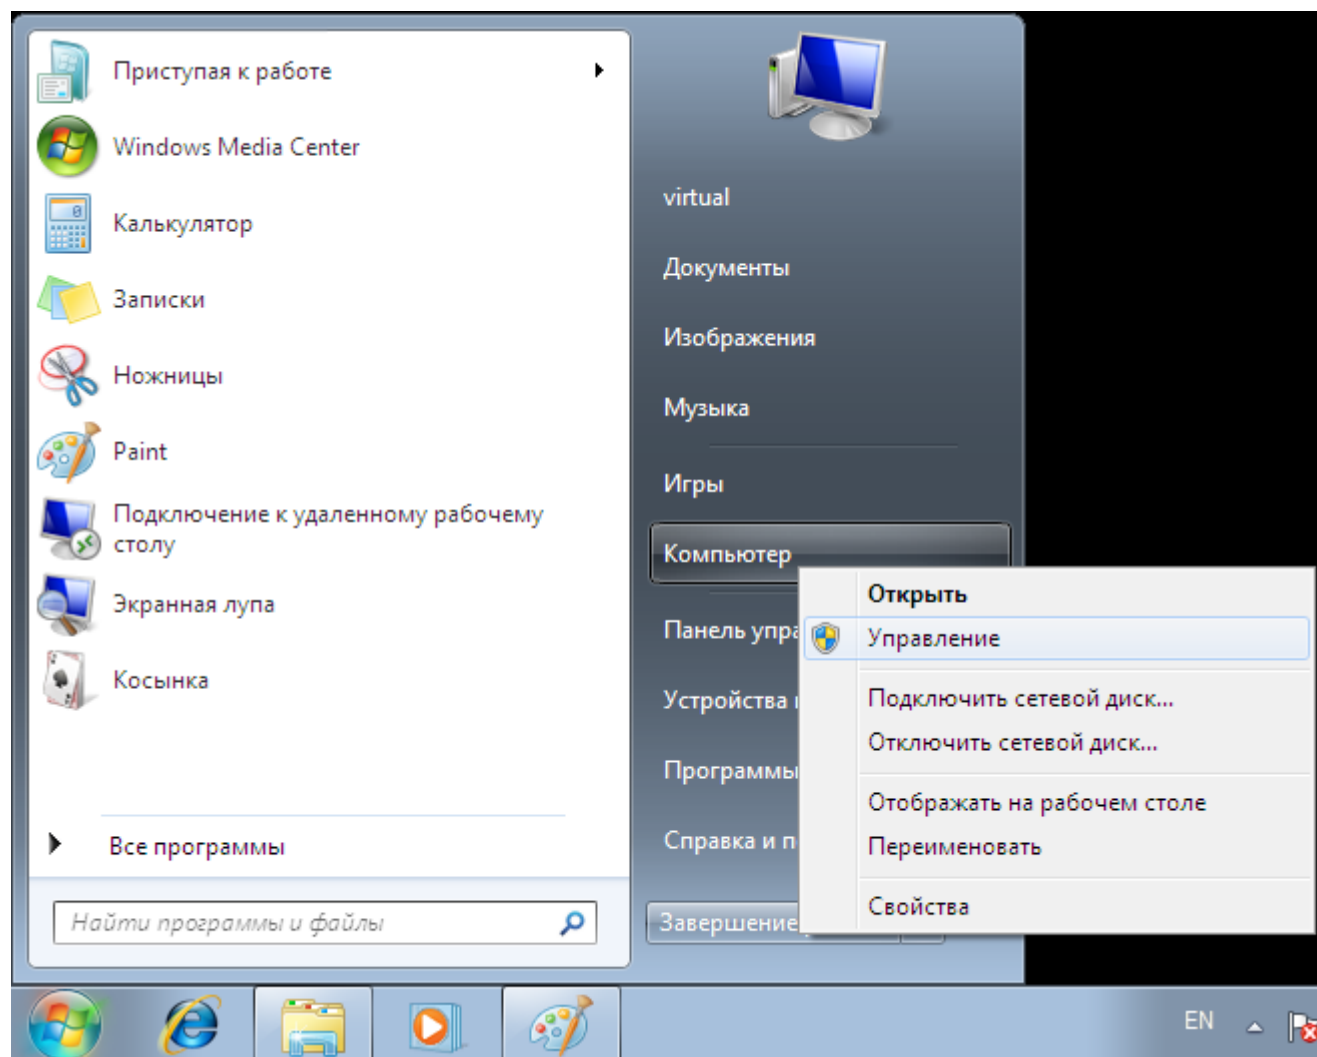 Приступая к работе
Windows Media Center
Калькулятор
Записки
Ножницы
Paint
Подключение к удаленному рабочему
столу
Экранная лупа
Косынка
Все программы
Найти программы и файлы
virtual
Документы
Изображения
Музыка
Игры
Компьютер
Панель упра
Устройства
Программы
Справка и п
Завершение
Открыть
Управление
Подключить сетевой диск...
Отключить сетевой диск...
Отображать на рабочем столе
Переименовать
Свойства
EN